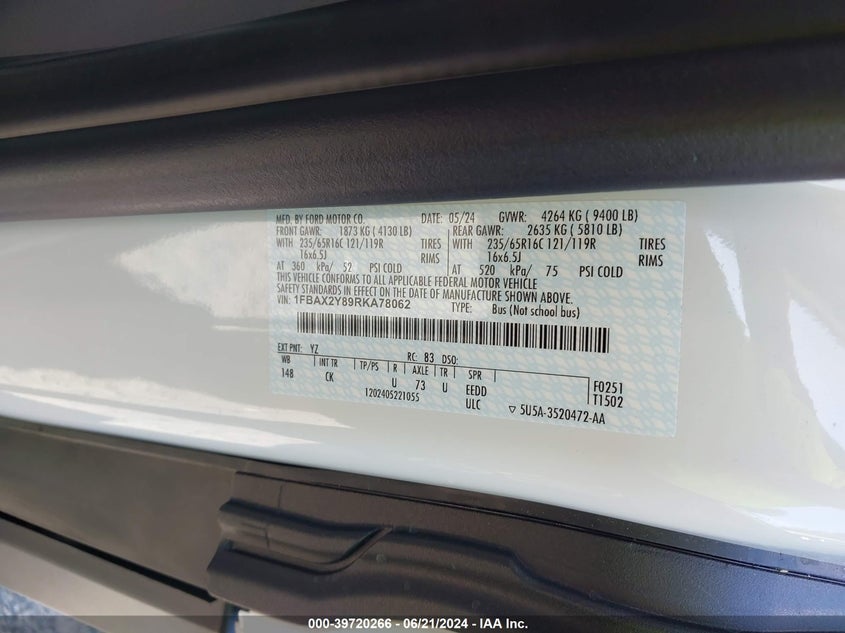 MFD. BY FORD MOTOR CO. DATE: 05/24 GVWR: 4264 KG ( 9400 LB)
FRONT GAWR: 1873 KG ( 4130 LB) REAR GAWR: 2635 KG ( 5810 LB)
WITH 235/65R16C 121/119R TIRES WITH 235/65R16C 121/119R TIRES
16x6.5J RIMS 16x6.5J RIMS
AT 360 kPa/ 52 PSI COLD AT 520 kPa/ 75 PSI COLD
THIS VEHICLE CONFORMS TO ALL APPLICABLE FEDERAL MOTOR VEHICLE
SAFETY STANDARDS IN EFFECT ON THE DATE OF MANUFACTURE SHOWN ABOVE.
VIN: 1FBAX2Y89RKA78062 TYPE: Bus (Not school bus)
EXT PNT: YZ RC: 83 DSO:
WB INT TR TP/PS R AXLE TR SPR
148 CK U 73 U EEDD F0251
1202405221055 ULC T1502
▽ 5U5A-3520472-AA
000-39720266 - 06/21/2024 - IAA Inc.